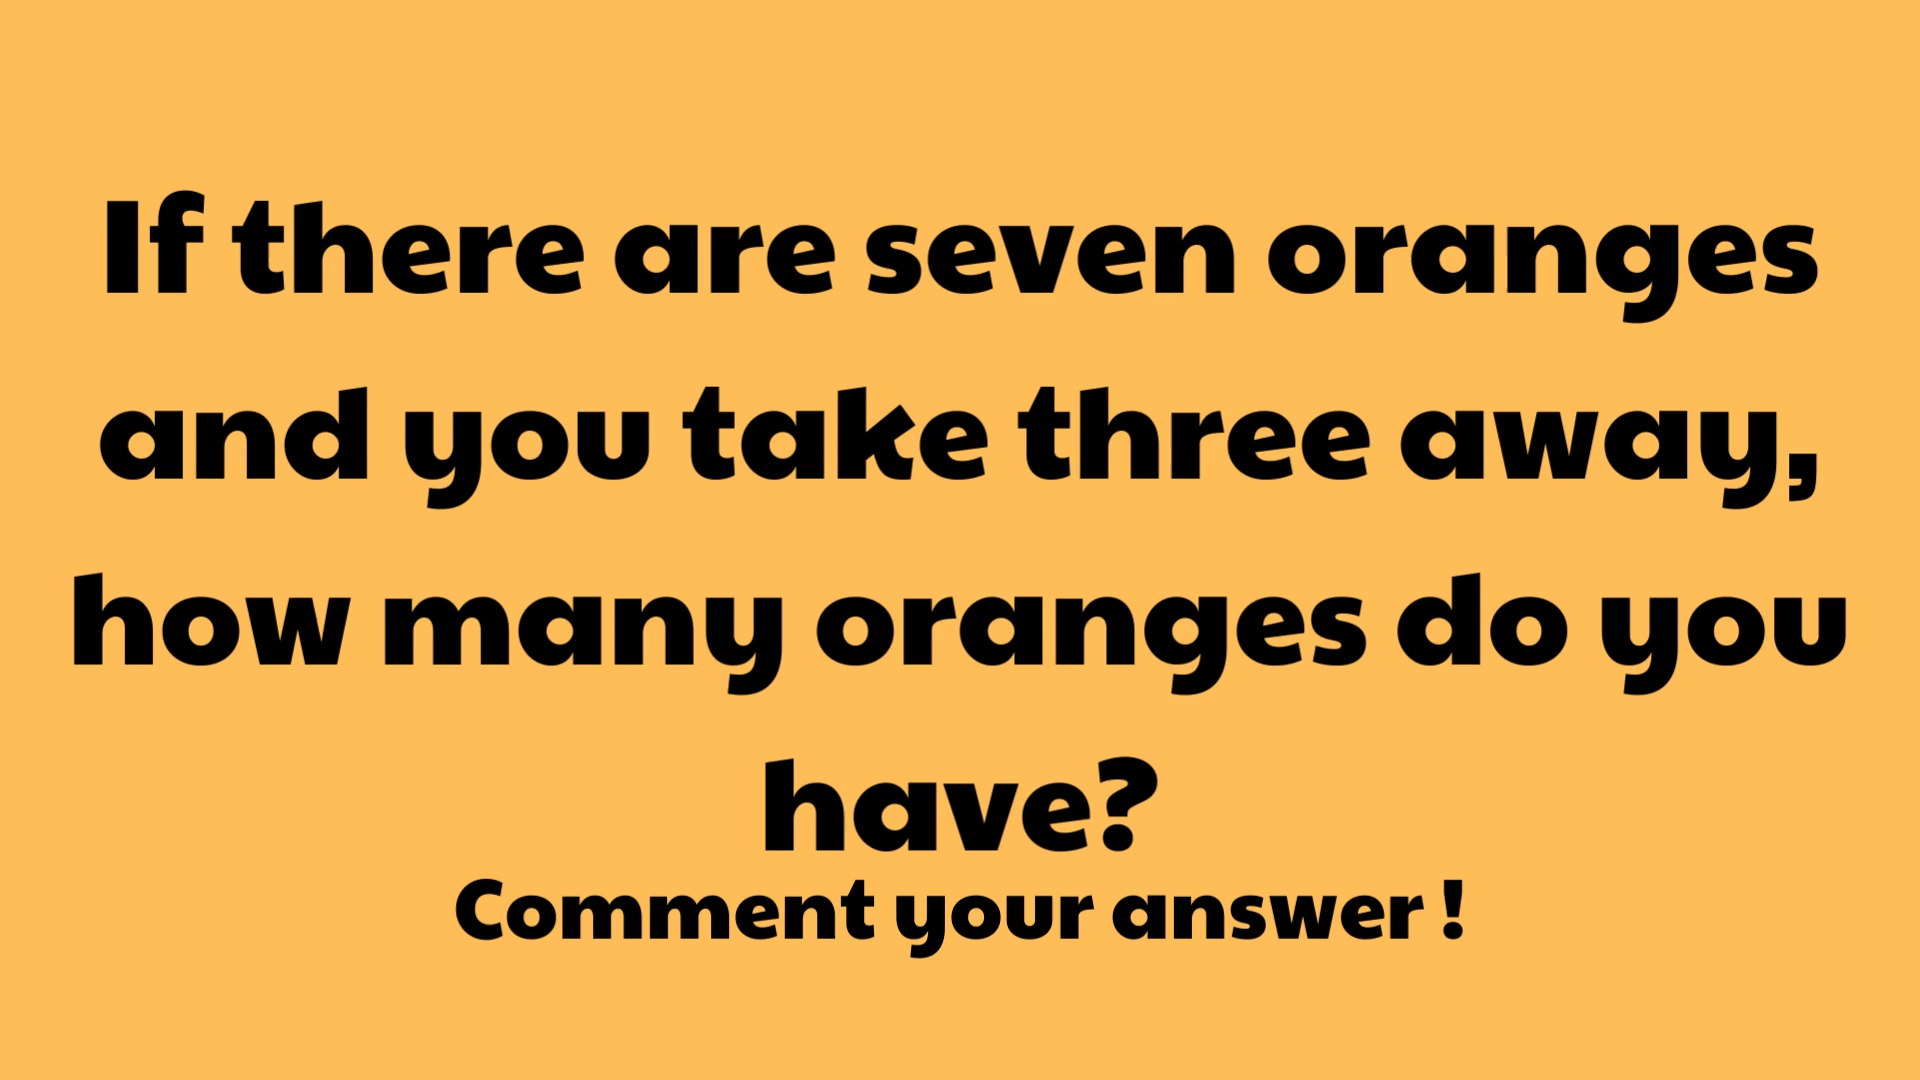 If there are seven oranges
and you take three away,
how many oranges do you
have?
Comment your answer !